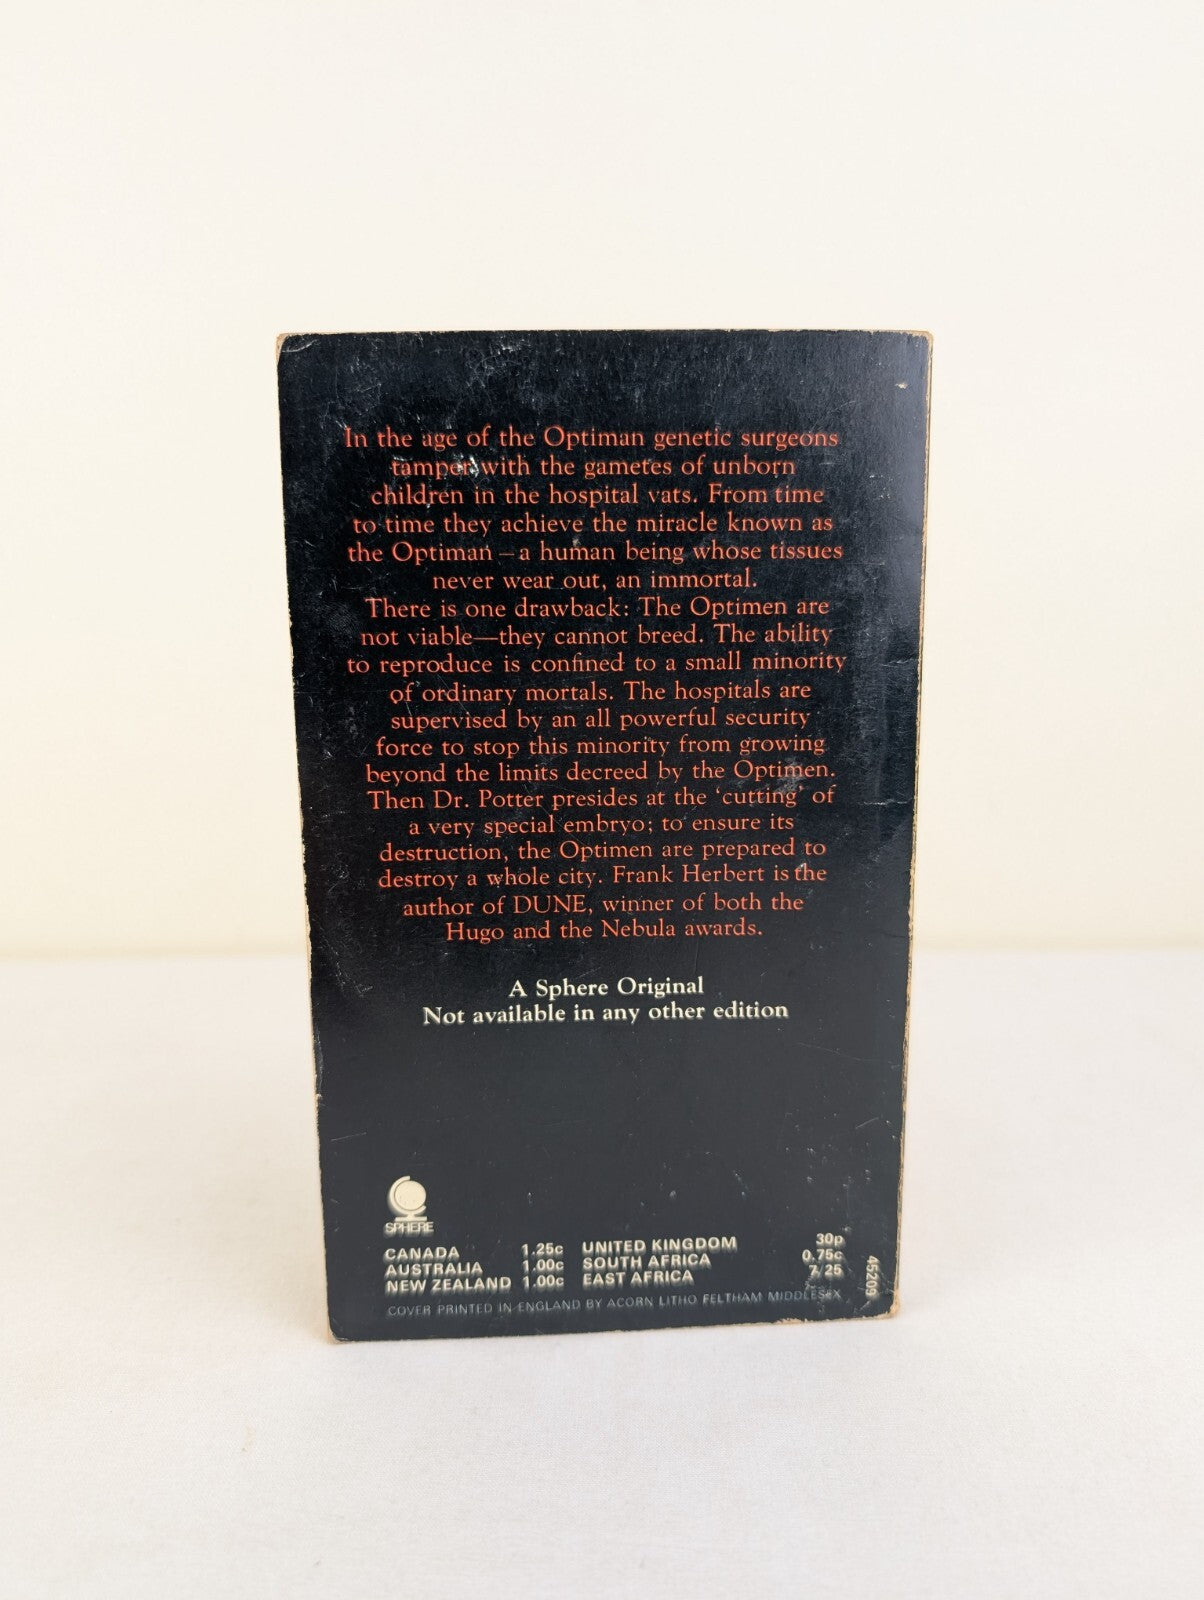 In the age of the Optiman genetic surgeons
tamper with the gametes of unborn
children in the hospital vats. From time
to time they achieve the miracle known as
the Optiman – a human being whose tissues
never wear out, an immortal.
There is one drawback: The Optimen are
not viable—they cannot breed. The ability
to reproduce is confined to a small minority
of ordinary mortals. The hospitals are
supervised by an all powerful security
force to stop this minority from growing
beyond the limits decreed by the Optimen.
Then Dr. Potter presides at the 'cutting' of
a very special embryo; to ensure its
destruction, the Optimen are prepared to
destroy a whole city. Frank Herbert is the
author of DUNE, winner of both the
Hugo and the Nebula awards.
A Sphere Original
Not available in any other edition
SPHERE
CANADA 1.25c UNITED KINGDOM 30p
AUSTRALIA 1.00c SOUTH AFRICA 0.75c
NEW ZEALAND 1.00c EAST AFRICA 7/25
COVER PRINTED IN ENGLAND BY ACORN LITHO FELTHAM MIDDLESEX
45209